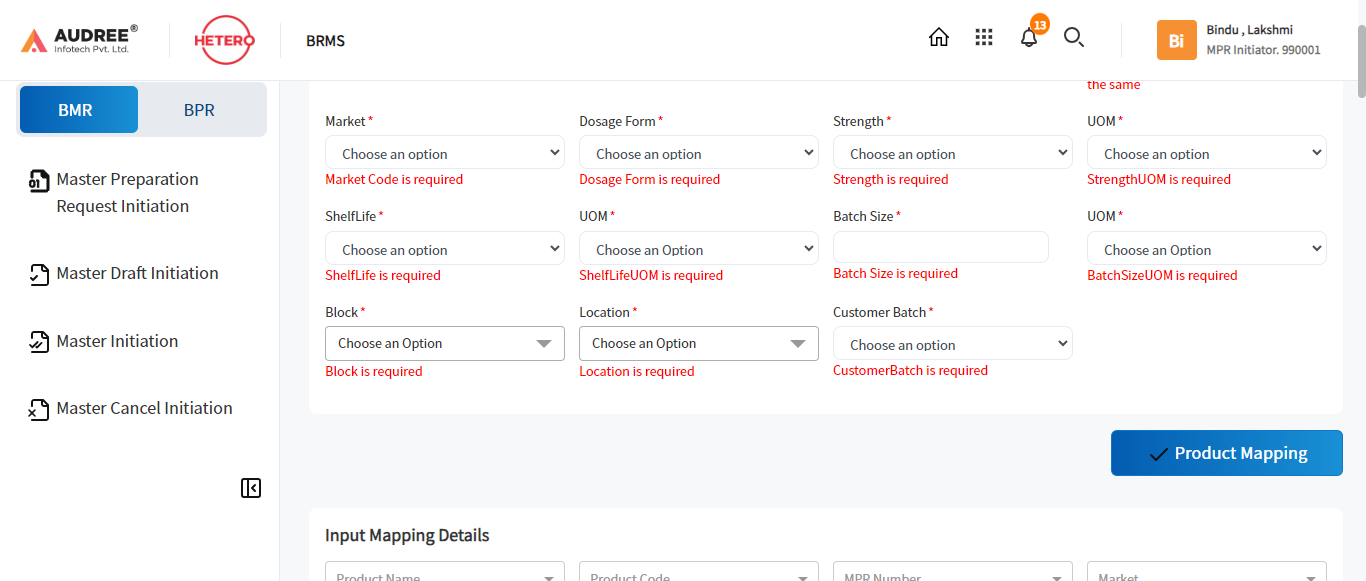 AUDREE®
Infotech Pvt. Ltd.
HETERO
BRMS
13
Bi
Bindu , Lakshmi
MPR Initiator. 990001
BMR
BPR
Master Preparation
Request Initiation
Master Draft Initiation
Master Initiation
Master Cancel Initiation
the same
Market * Dosage Form * Strength * UOM *
Choose an option Choose an option Choose an option Choose an option
Market Code is required Dosage Form is required Strength is required StrengthUOM is required
ShelfLife * UOM * Batch Size * UOM *
Choose an option Choose an Option Choose an Option
ShelfLife is required ShelfLifeUOM is required Batch Size is required BatchSizeUOM is required
Block * Location * Customer Batch *
Choose an Option Choose an Option Choose an option
Block is required Location is required CustomerBatch is required
Product Mapping
Input Mapping Details
Product Name Product Code MPR Number Market